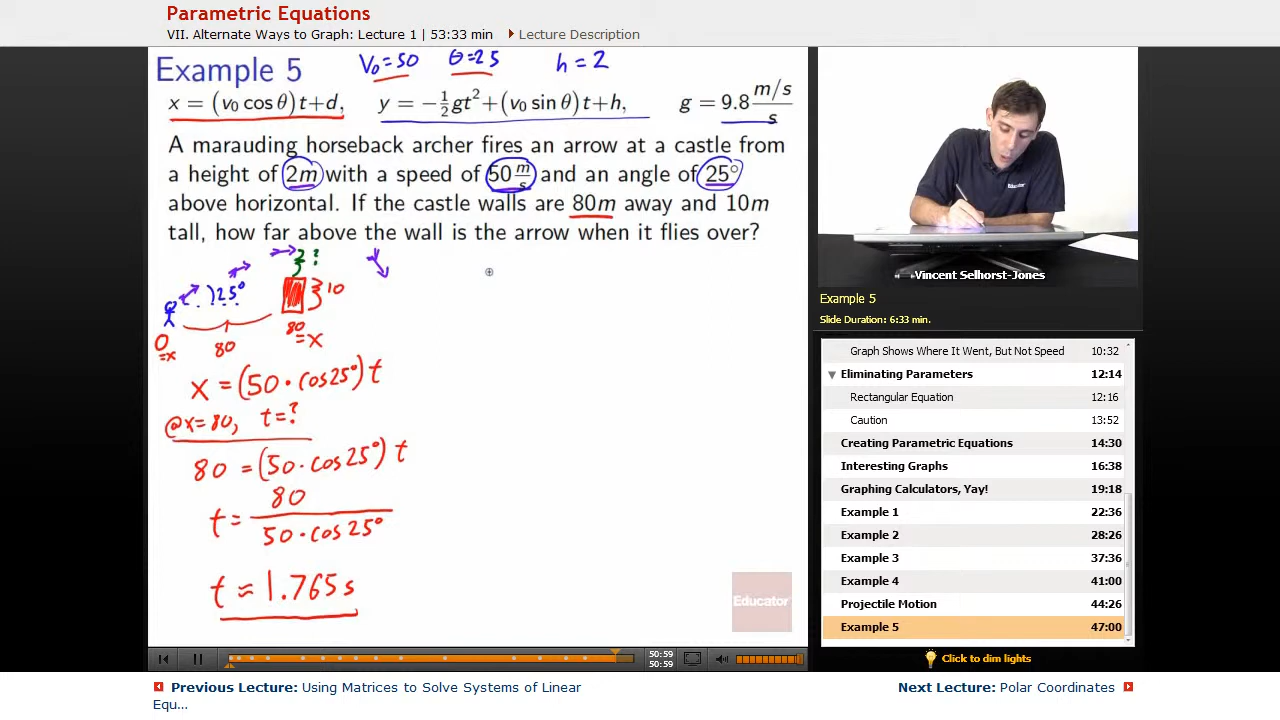 Parametric Equations
VII. Alternate Ways to Graph: Lecture 1 | 53:33 min
Lecture Description
Example 5
V₀=50 θ=25 h=2
x = (v₀ cos θ) t+d, y = −½gt²+(v₀ sin θ) t+h, g = 9.8 m/s/s
A marauding horseback archer fires an arrow at a castle from
a height of 2m with a speed of 50 m/s and an angle of 25°
above horizontal. If the castle walls are 80m away and 10m
tall, how far above the wall is the arrow when it flies over?
?
25° 10
80
=x
0
=x
80
x = (50·cos25°) t
@x=80, t=?
80 = (50·cos25°) t
t= 80
50·cos25°
t ≈ 1.765 s
Educator
Educator
Vincent Selhorst-Jones
Example 5
Slide Duration: 6:33 min.
Graph Shows Where It Went, But Not Speed 10:32
Eliminating Parameters 12:14
Rectangular Equation 12:16
Caution 13:52
Creating Parametric Equations 14:30
Interesting Graphs 16:38
Graphing Calculators, Yay! 19:18
Example 1 22:36
Example 2 28:26
Example 3 37:36
Example 4 41:00
Projectile Motion 44:26
Example 5 47:00
50:59
50:59
Click to dim lights
Previous Lecture: Using Matrices to Solve Systems of Linear
Equ...
Next Lecture: Polar Coordinates